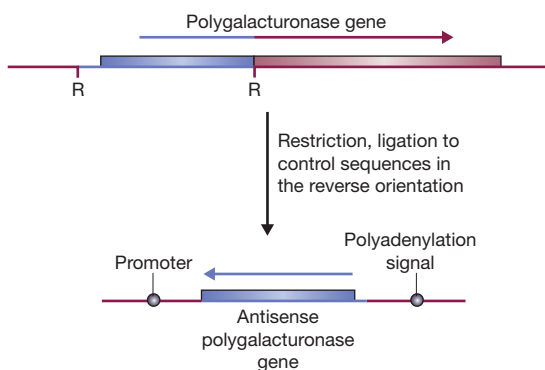 Polygalacturonase gene
R
R
Restriction, ligation to
control sequences in
the reverse orientation
Promoter
Polyadenylation
signal
Antisense
polygalacturonase
gene